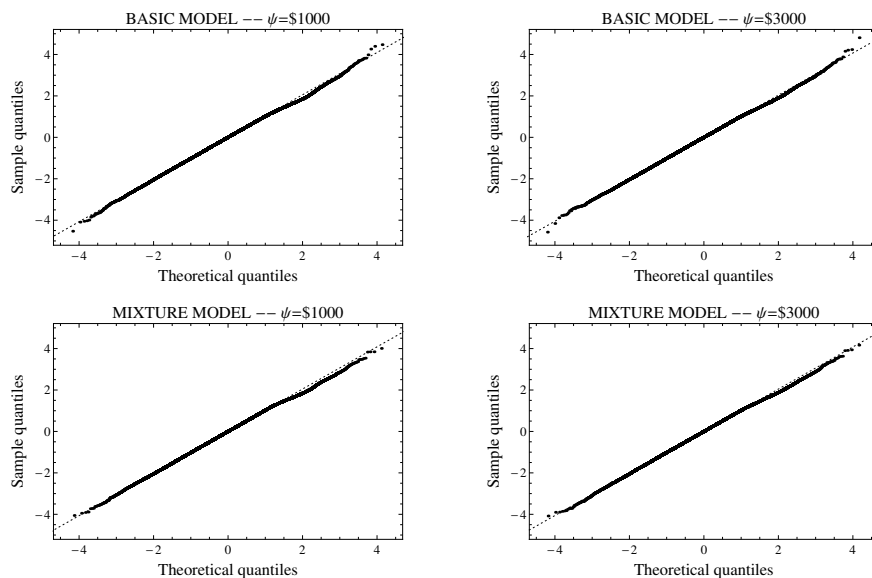 BASIC MODEL −− ψ=$1000
Sample quantiles
4
2
0
−2
−4
−4 −2 0 2 4
Theoretical quantiles
BASIC MODEL −− ψ=$3000
Sample quantiles
4
2
0
−2
−4
−4 −2 0 2 4
Theoretical quantiles
MIXTURE MODEL −− ψ=$1000
Sample quantiles
4
2
0
−2
−4
−4 −2 0 2 4
Theoretical quantiles
MIXTURE MODEL −− ψ=$3000
Sample quantiles
4
2
0
−2
−4
−4 −2 0 2 4
Theoretical quantiles